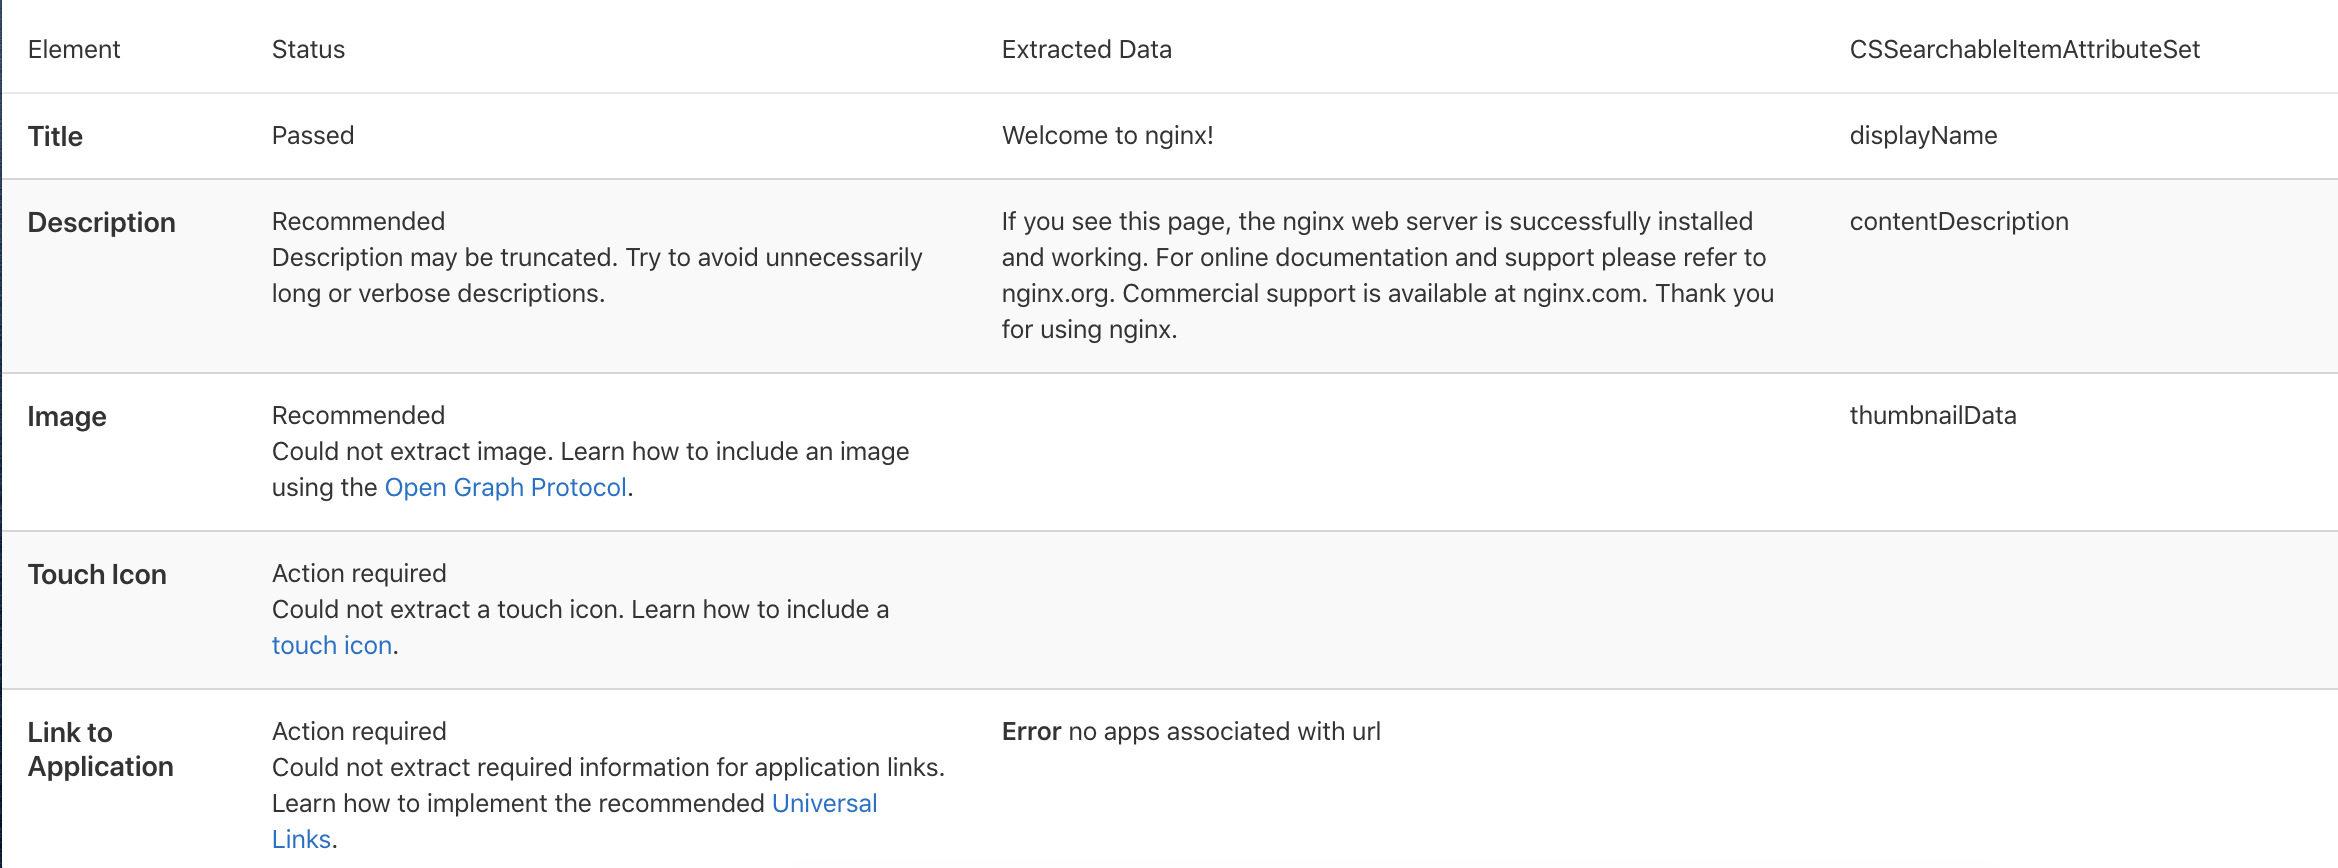 Element Status Extracted Data CSSearchableItemAttributeSet
Title Passed Welcome to nginx! displayName
Description Recommended If you see this page, the nginx web server is successfully installed contentDescription
Description may be truncated. Try to avoid unnecessarily and working. For online documentation and support please refer to
long or verbose descriptions. nginx.org. Commercial support is available at nginx.com. Thank you
for using nginx.
Image Recommended thumbnailData
Could not extract image. Learn how to include an image
using the Open Graph Protocol.
Touch Icon Action required
Could not extract a touch icon. Learn how to include a
touch icon.
Link to Action required Error no apps associated with url
Application Could not extract required information for application links.
Learn how to implement the recommended Universal
Links.